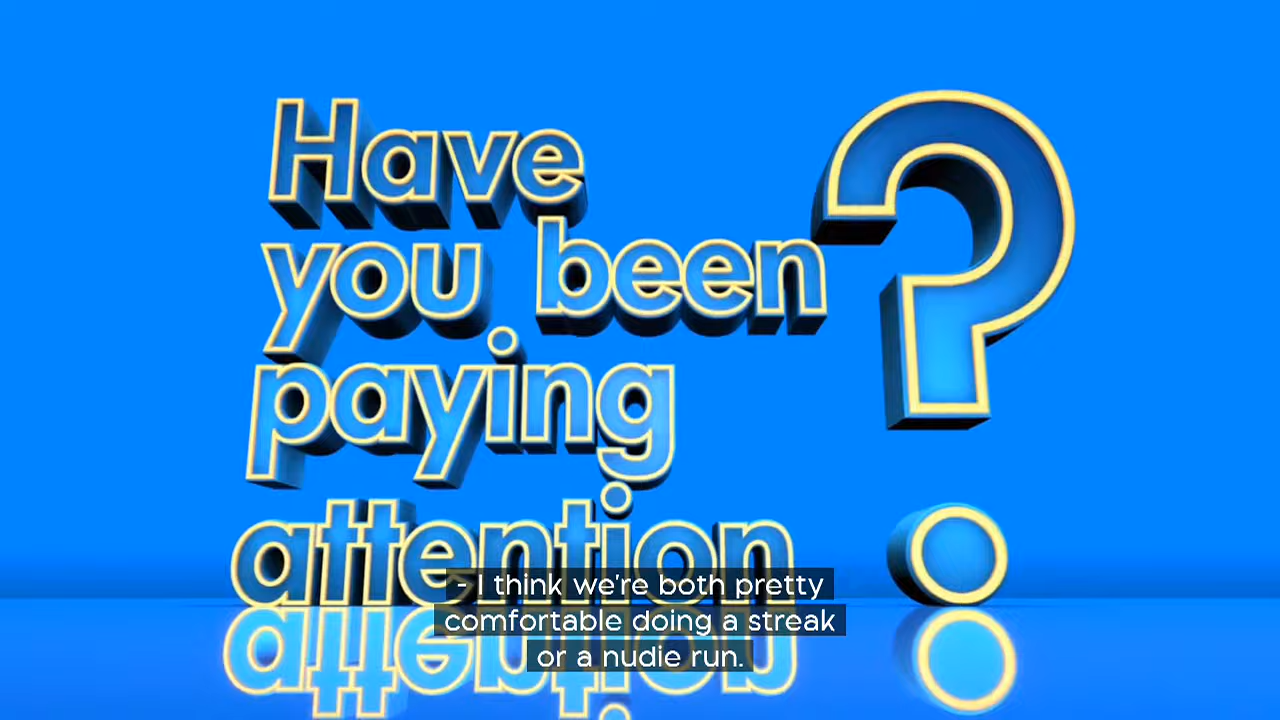 Have
you been
paying
attention
?
- I think we're both pretty
comfortable doing a streak
or a nudie run.